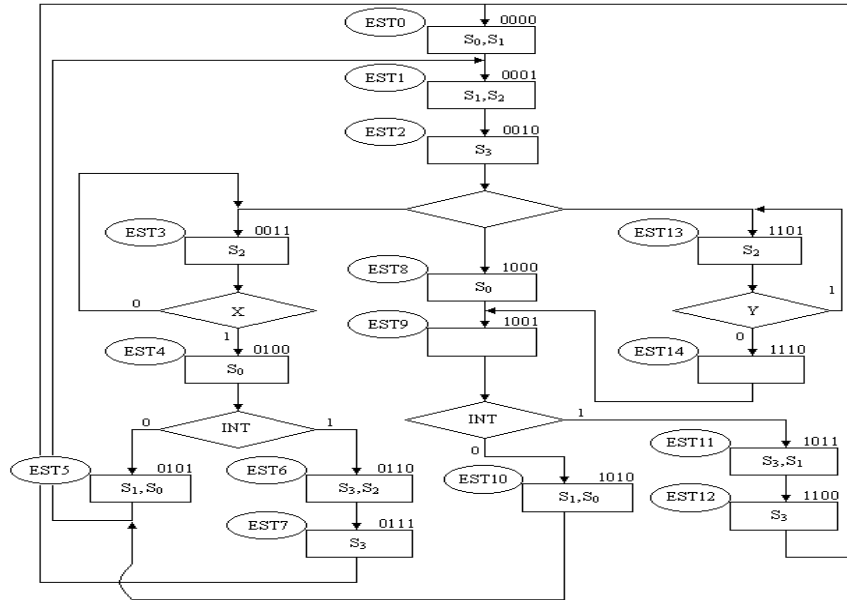 EST0 0000
S₀,S₁
EST1 0001
S₁,S₂
EST2 0010
S₃
EST3 0011
S₂
EST13 1101
S₂
EST8 1000
S₀
0 X
1
Y 1
0
EST9 1001
EST4 0100
S₀
EST14 1110
0 INT 1
INT 1
0
EST5 0101
S₁,S₀
EST6 0110
S₃,S₂
EST10 1010
S₁,S₀
EST11 1011
S₃,S₁
EST12 1100
S₃
EST7 0111
S₃